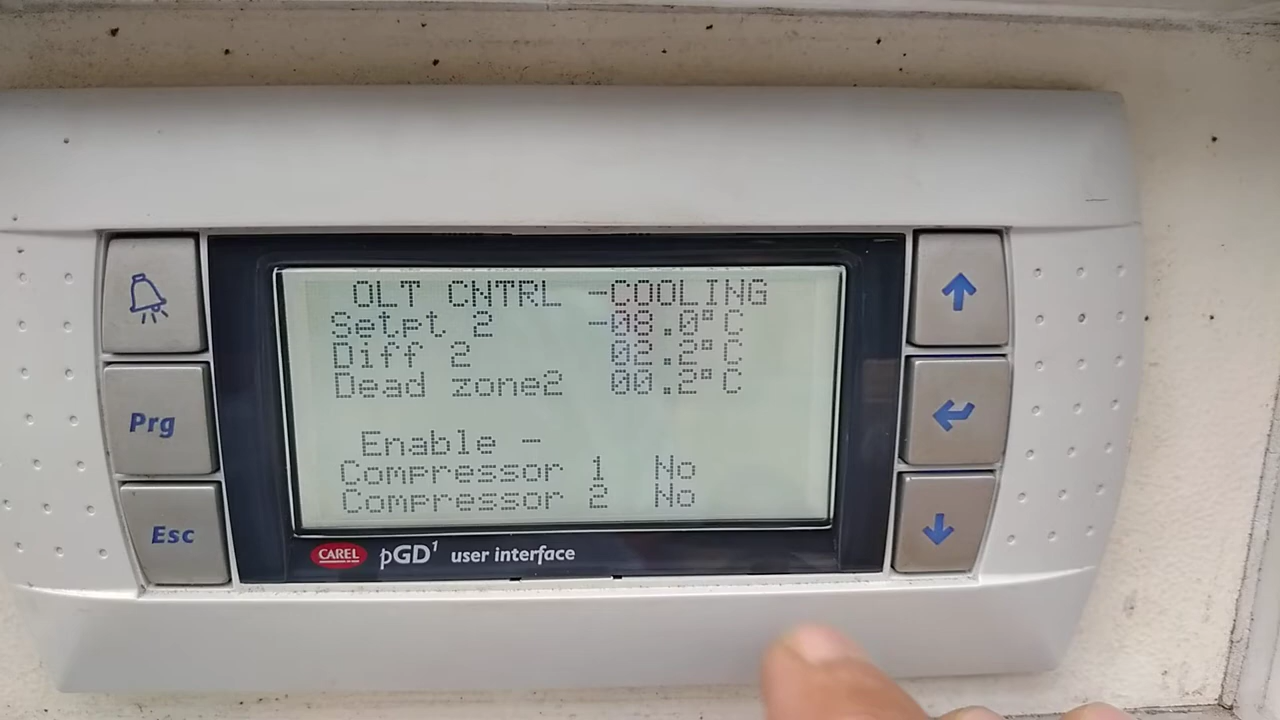 OLT CNTRL -COOLING
Setpt 2 -08.0°C
Diff 2 02.2°C
Dead zone2 00.2°C
Enable -
Compressor 1 No
Compressor 2 No
Prg
Esc
CAREL pGD¹ user interface